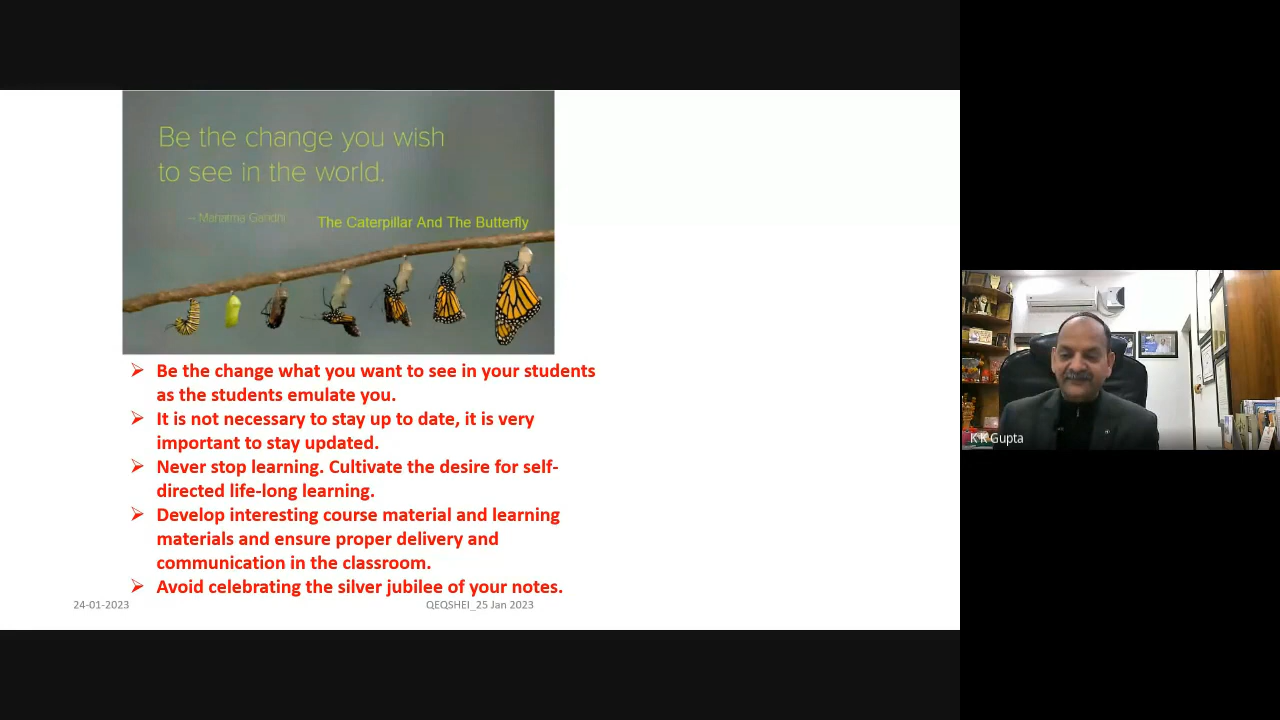 Be the change you wish
to see in the world.
– Mahatma Gandhi
The Caterpillar And The Butterfly
➢ Be the change what you want to see in your students
as the students emulate you.
➢ It is not necessary to stay up to date, it is very
important to stay updated.
➢ Never stop learning. Cultivate the desire for self-
directed life-long learning.
➢ Develop interesting course material and learning
materials and ensure proper delivery and
communication in the classroom.
➢ Avoid celebrating the silver jubilee of your notes.
24-01-2023
QEQSHEI_25 Jan 2023
K K Gupta